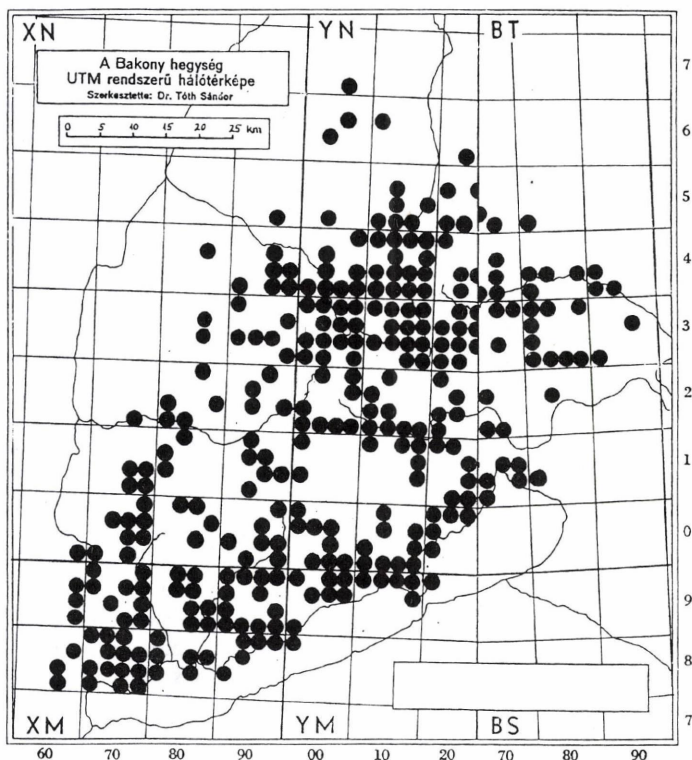 XN YN BT
A Bakony hegység
UTM rendszerű hálótérképe
Szerkesztette: Dr. Tóth Sándor
0 5 10 15 20 25 km
7
6
5
4
3
2
1
0
9
8
7
XM YM BS
60 70 80 90 00 10 20 70 80 90